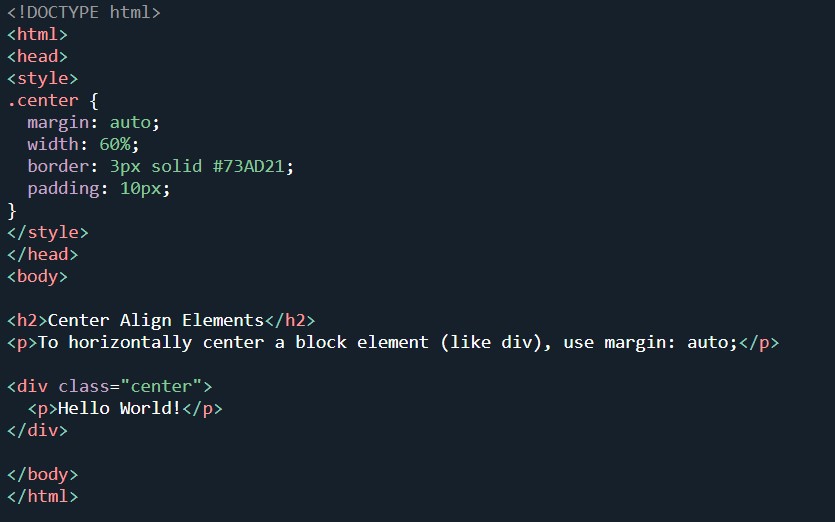 <!DOCTYPE html>
<html>
<head>
<style>
.center {
  margin: auto;
  width: 60%;
  border: 3px solid #73AD21;
  padding: 10px;
}
</style>
</head>
<body>

<h2>Center Align Elements</h2>
<p>To horizontally center a block element (like div), use margin: auto;</p>

<div class="center">
  <p>Hello World!</p>
</div>

</body>
</html>